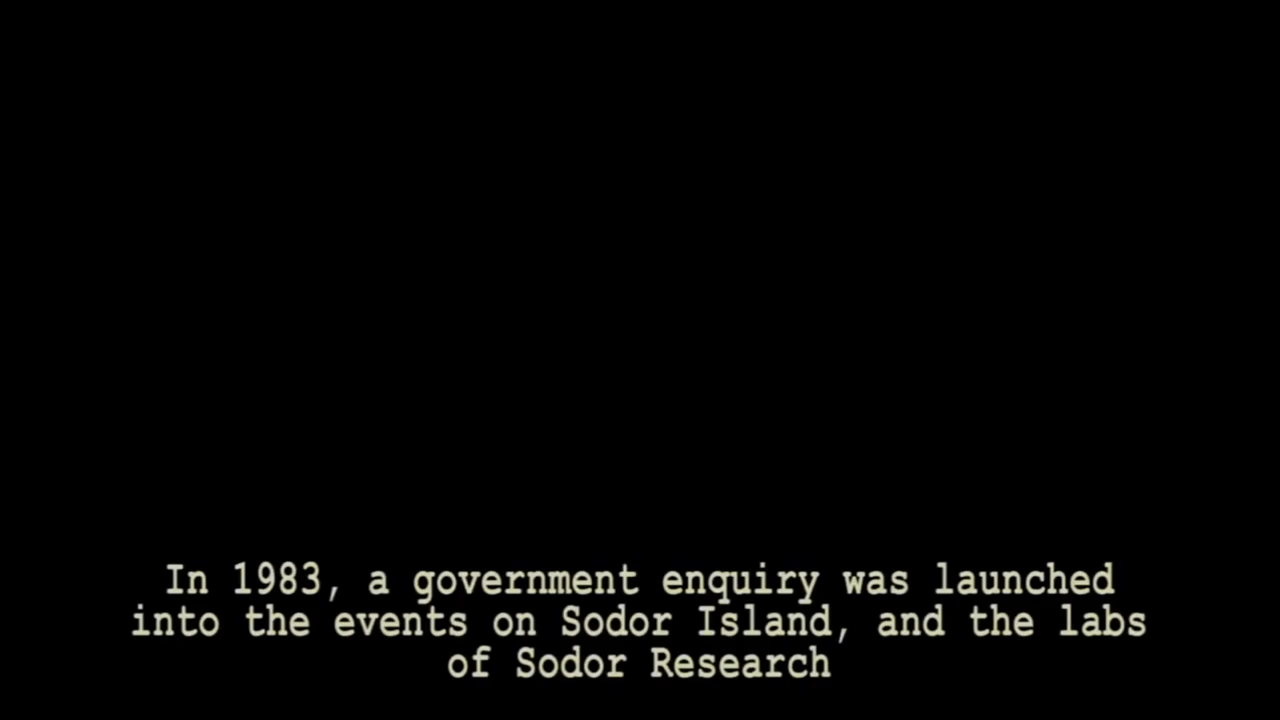 In 1983, a government enquiry was launched
into the events on Sodor Island, and the labs
of Sodor Research